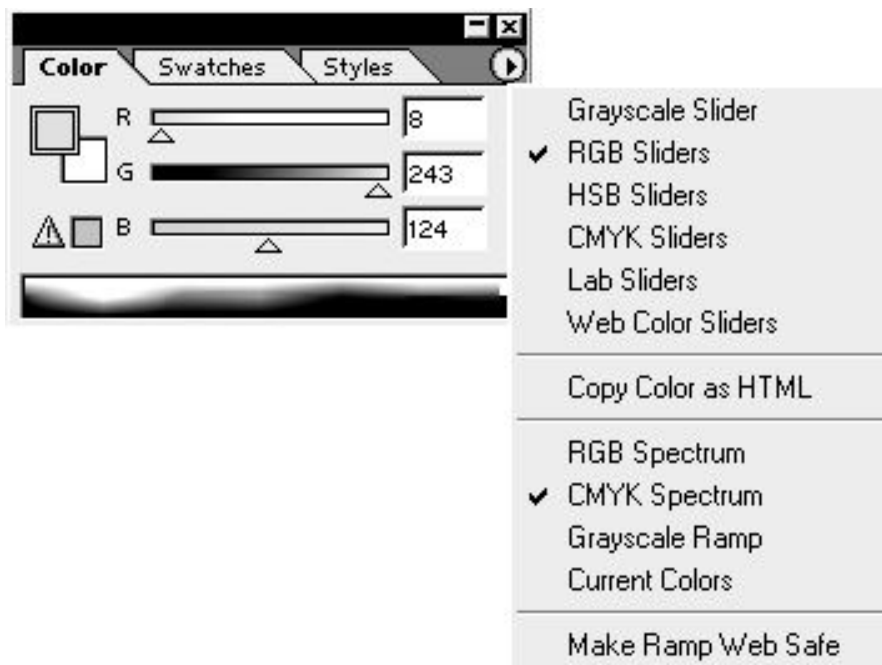 Color Swatches Styles
R 8
G 243
B 124
Grayscale Slider
RGB Sliders
HSB Sliders
CMYK Sliders
Lab Sliders
Web Color Sliders
Copy Color as HTML
RGB Spectrum
CMYK Spectrum
Grayscale Ramp
Current Colors
Make Ramp Web Safe